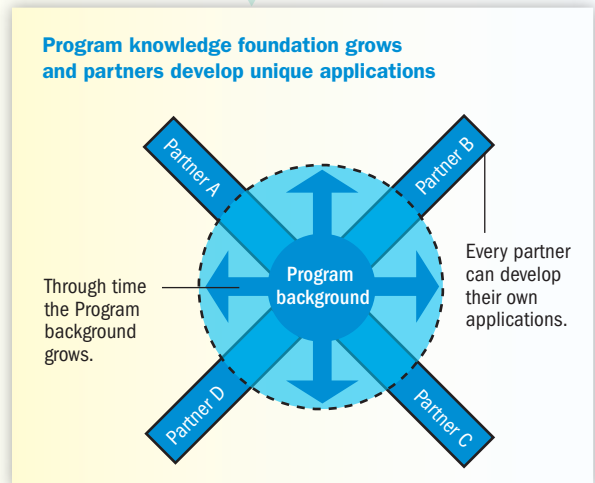 Program knowledge foundation grows
and partners develop unique applications
Partner A
Partner B
Program
background
Through time
the Program
background
grows.
Every partner
can develop
their own
applications.
Partner D
Partner C